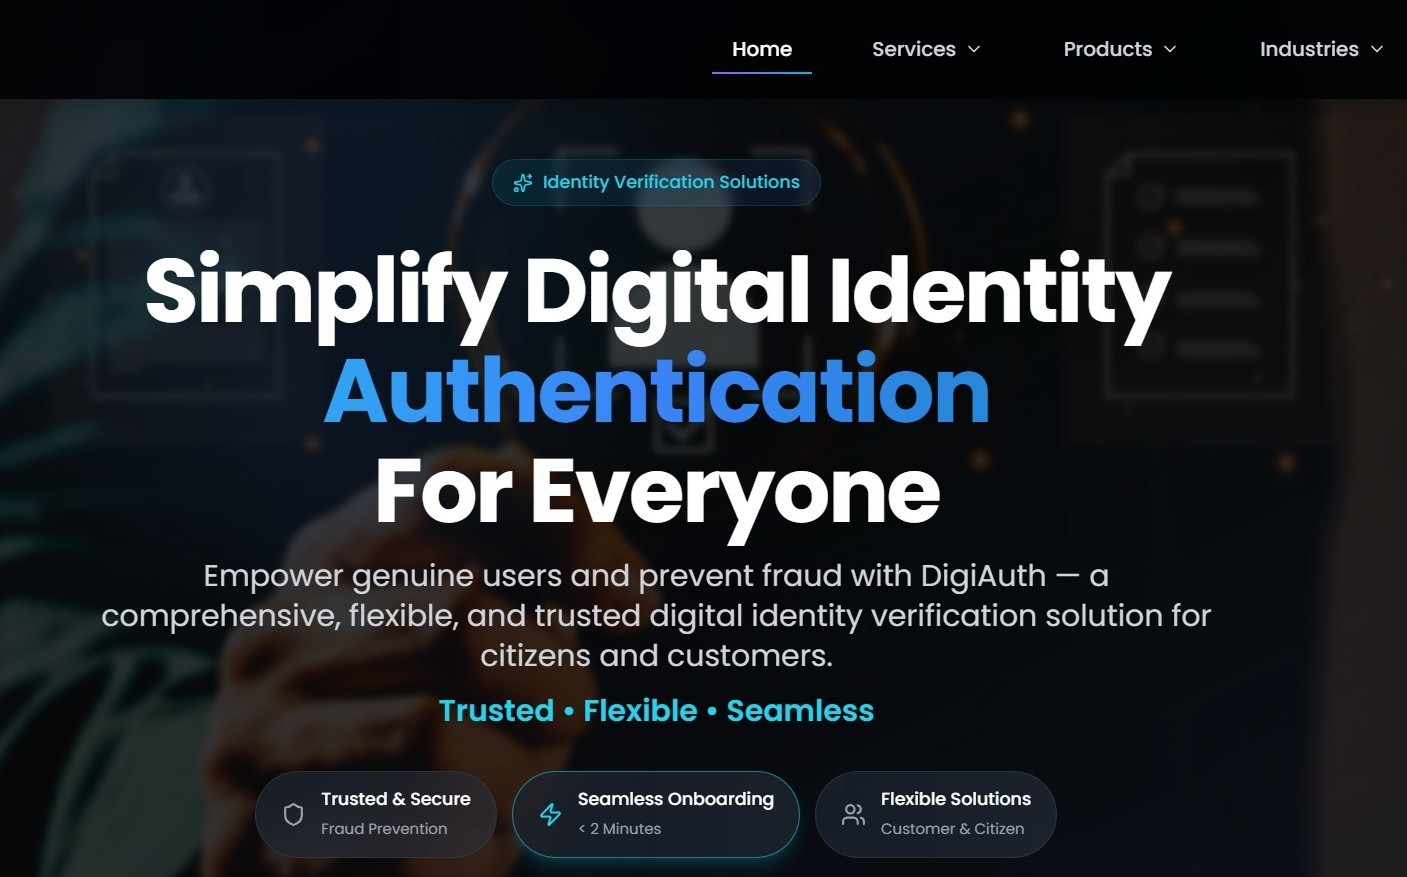 Home
Services
Products
Industries
Identity Verification Solutions
Simplify Digital Identity
Authentication
For Everyone
Empower genuine users and prevent fraud with DigiAuth — a
comprehensive, flexible, and trusted digital identity verification solution for
citizens and customers.
Trusted • Flexible • Seamless
Trusted & Secure
Fraud Prevention
Seamless Onboarding
< 2 Minutes
Flexible Solutions
Customer & Citizen